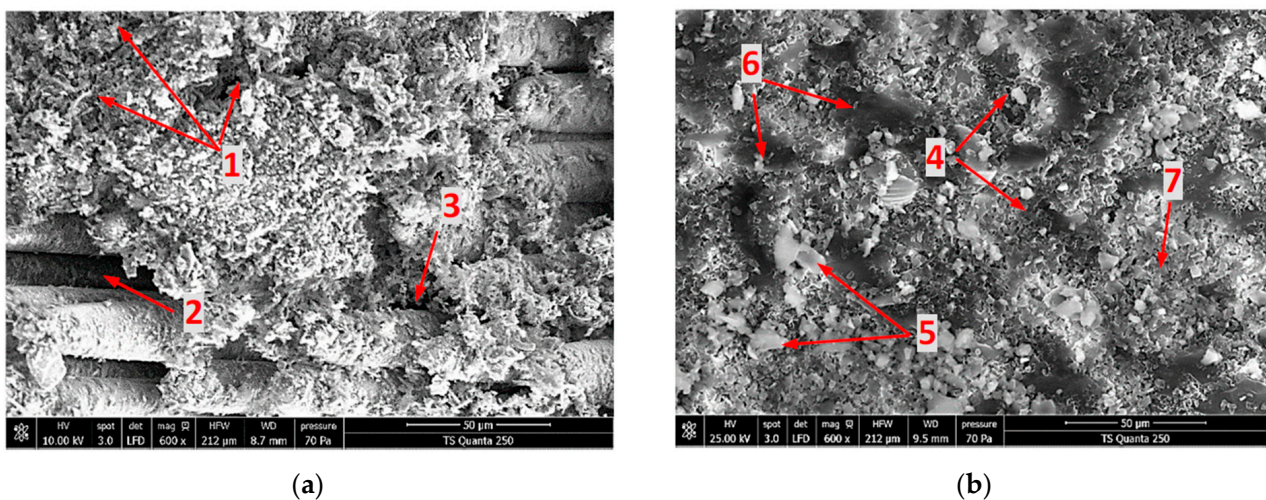 1
3
2
HV spot det mag HFW WD pressure 50 µm
10.00 kV 3.0 LFD 600 x 212 µm 8.7 mm 70 Pa TS Quanta 250
(a)
6
4
7
5
HV spot det mag HFW WD pressure 50 µm
25.00 kV 3.0 LFD 600 x 212 µm 9.5 mm 70 Pa TS Quanta 250
(b)